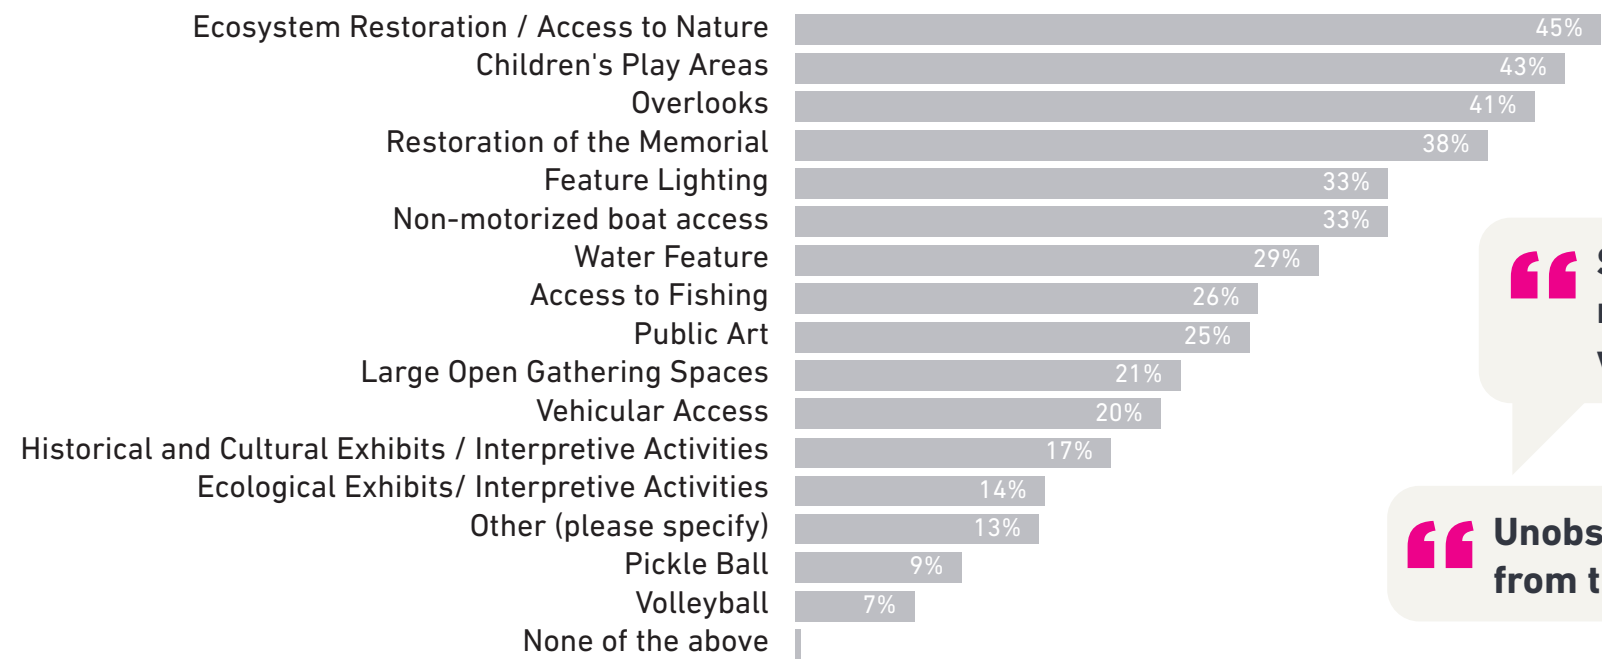 Ecosystem Restoration / Access to Nature 45%
Children's Play Areas 43%
Overlooks 41%
Restoration of the Memorial 38%
Feature Lighting 33%
Non-motorized boat access 33%
Water Feature 29%
Access to Fishing 26%
Public Art 25%
Large Open Gathering Spaces 21%
Vehicular Access 20%
Historical and Cultural Exhibits / Interpretive Activities 17%
Ecological Exhibits/ Interpretive Activities 14%
Other (please specify) 13%
Pickle Ball 9%
Volleyball 7%
None of the above
“
“ Unobs
from t